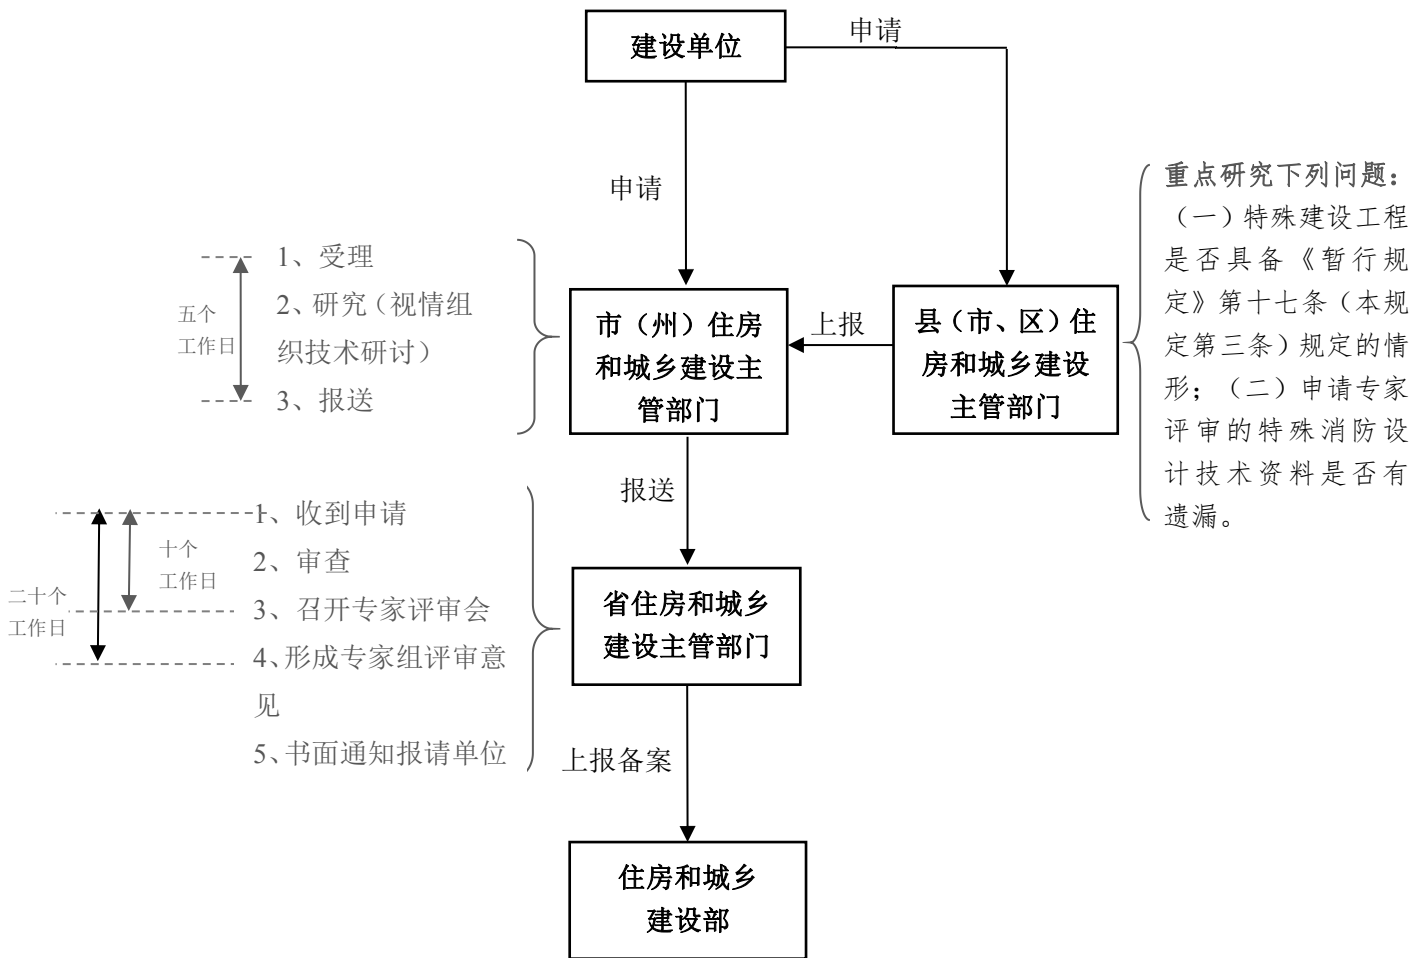 建设单位
申请
申请
重点研究下列问题：
（一）特殊建设工程
是否具备《暂行规
定》第十七条（本规
定第三条）规定的情
形；（二）申请专家
评审的特殊消防设
计技术资料是否有
遗漏。
1、受理
2、研究（视情组
织技术研讨）
3、报送
五个
工作日
市（州）住房
和城乡建设主
管部门
上报
县（市、区）住
房和城乡建设
主管部门
报送
1、收到申请
2、审查
3、召开专家评审会
4、形成专家组评审意
见
5、书面通知报请单位
十个
工作日
二十个
工作日
省住房和城乡
建设主管部门
上报备案
住房和城乡
建设部